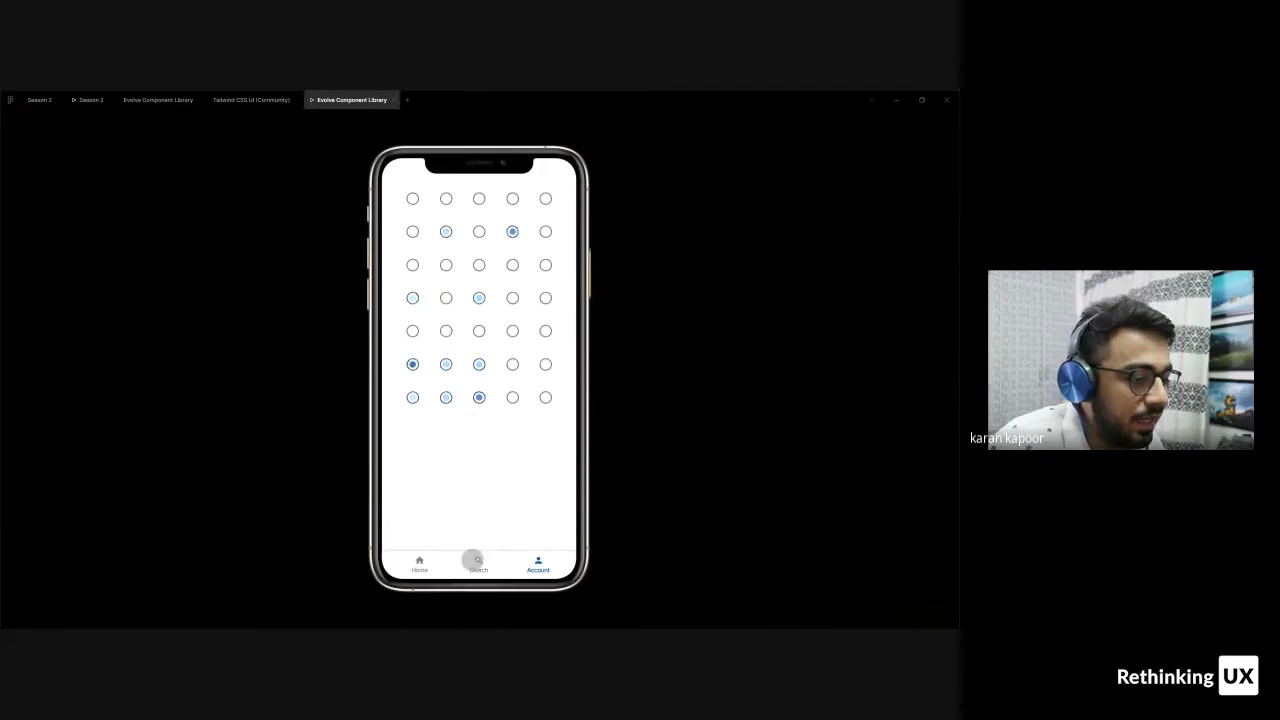 Season 2
Season 2
Evolve Component Library
Tailwind CSS UI (Community)
Evolve Component Library
Home
Search
Account
karan kapoor
Rethinking UX